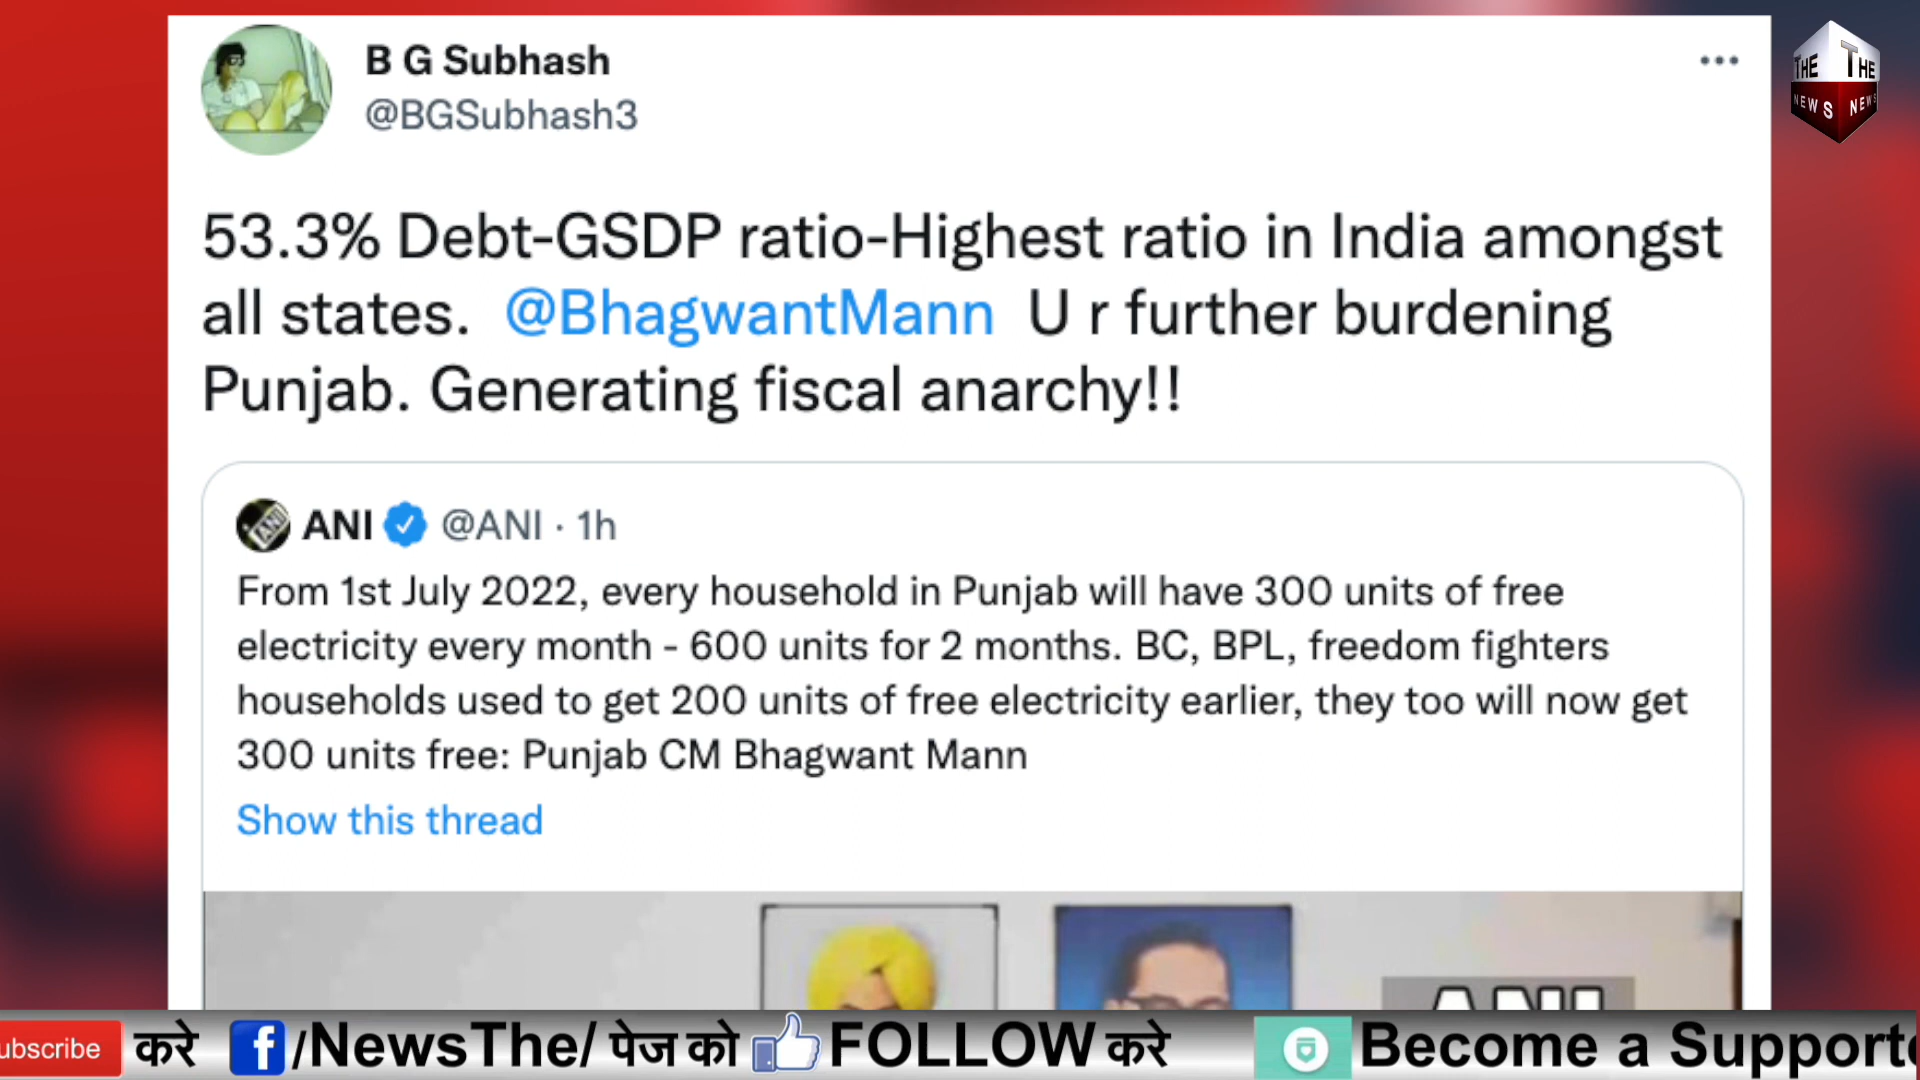 B G Subhash
@BGSubhash3
THE THE
NEWS NEWS
53.3% Debt-GSDP ratio-Highest ratio in India amongst
all states. @BhagwantMann U r further burdening
Punjab. Generating fiscal anarchy!!
ANI @ANI · 1h
From 1st July 2022, every household in Punjab will have 300 units of free
electricity every month - 600 units for 2 months. BC, BPL, freedom fighters
households used to get 200 units of free electricity earlier, they too will now get
300 units free: Punjab CM Bhagwant Mann
Show this thread
ANI
ubscribe करे f/NewsThe/ पेज को FOLLOW करे Become a Supporte